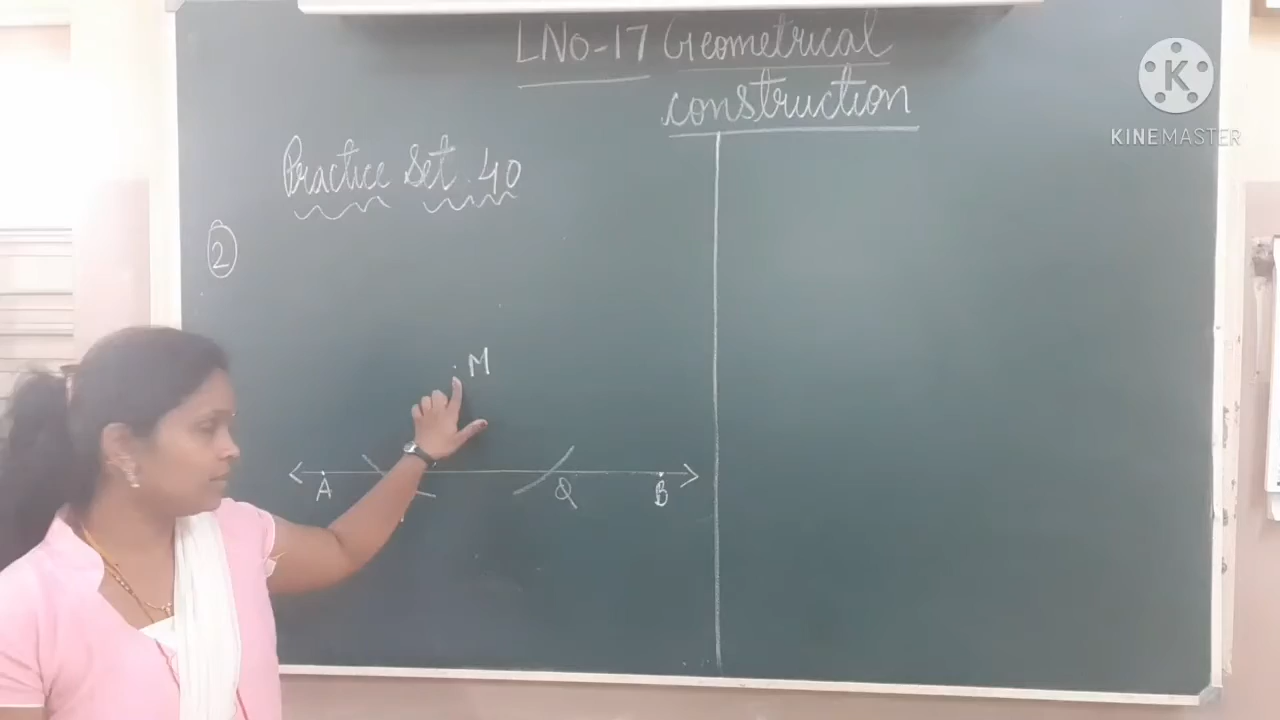 LNo-17 Geometrical
construction
Practice Set. 40
2
M
A
Q
B
K
KINEMASTER